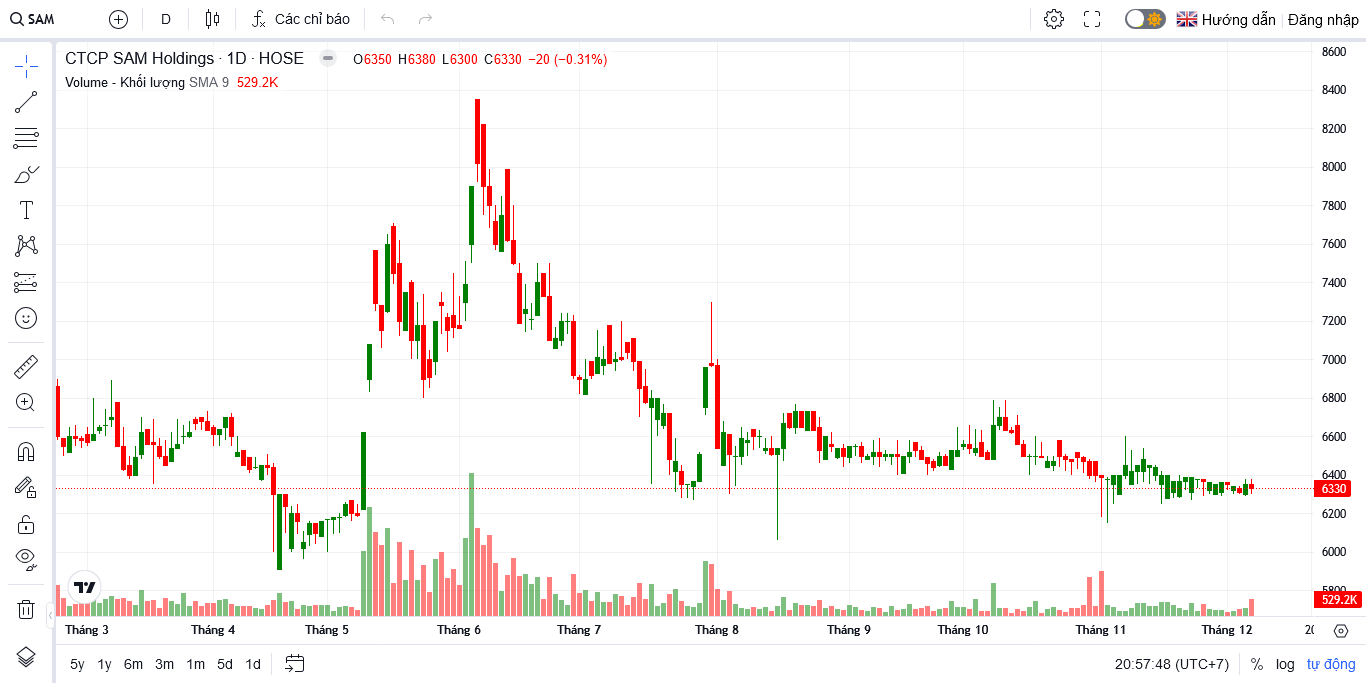 SAM D Các chỉ báo Hướng dẫn Đăng nhập
CTCP SAM Holdings · 1D · HOSE O6350 H6380 L6300 C6330 −20 (−0.31%)
Volume - Khối lượng SMA 9 529.2K
8600
8400
8200
8000
7800
7600
7400
7200
7000
6800
6600
6400
6330
6200
6000
5800
529.2K
Tháng 3 Tháng 4 Tháng 5 Tháng 6 Tháng 7 Tháng 8 Tháng 9 Tháng 10 Tháng 11 Tháng 12
5y 1y 6m 3m 1m 5d 1d 20:57:48 (UTC+7) % log tự động